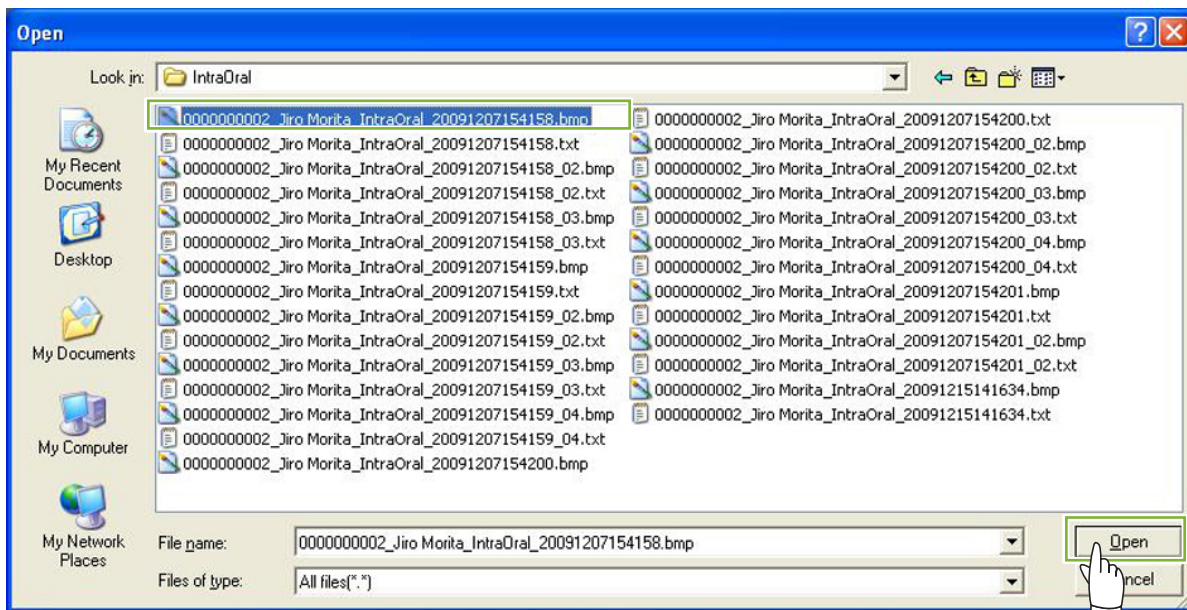 Open
Look in: IntraOral
My Recent
Documents
Desktop
My Documents
My Computer
My Network
Places
0000000002_Jiro Morita_IntraOral_20091207154158.bmp
0000000002_Jiro Morita_IntraOral_20091207154158.txt
0000000002_Jiro Morita_IntraOral_20091207154158_02.bmp
0000000002_Jiro Morita_IntraOral_20091207154158_02.txt
0000000002_Jiro Morita_IntraOral_20091207154158_03.bmp
0000000002_Jiro Morita_IntraOral_20091207154158_03.txt
0000000002_Jiro Morita_IntraOral_20091207154159.bmp
0000000002_Jiro Morita_IntraOral_20091207154159.txt
0000000002_Jiro Morita_IntraOral_20091207154159_02.bmp
0000000002_Jiro Morita_IntraOral_20091207154159_02.txt
0000000002_Jiro Morita_IntraOral_20091207154159_03.bmp
0000000002_Jiro Morita_IntraOral_20091207154159_03.txt
0000000002_Jiro Morita_IntraOral_20091207154159_04.bmp
0000000002_Jiro Morita_IntraOral_20091207154159_04.txt
0000000002_Jiro Morita_IntraOral_20091207154200.bmp
0000000002_Jiro Morita_IntraOral_20091207154200.txt
0000000002_Jiro Morita_IntraOral_20091207154200_02.bmp
0000000002_Jiro Morita_IntraOral_20091207154200_02.txt
0000000002_Jiro Morita_IntraOral_20091207154200_03.bmp
0000000002_Jiro Morita_IntraOral_20091207154200_03.txt
0000000002_Jiro Morita_IntraOral_20091207154200_04.bmp
0000000002_Jiro Morita_IntraOral_20091207154200_04.txt
0000000002_Jiro Morita_IntraOral_20091207154201.bmp
0000000002_Jiro Morita_IntraOral_20091207154201.txt
0000000002_Jiro Morita_IntraOral_20091207154201_02.bmp
0000000002_Jiro Morita_IntraOral_20091207154201_02.txt
0000000002_Jiro Morita_IntraOral_20091215141634.bmp
0000000002_Jiro Morita_IntraOral_20091215141634.txt
File name: 0000000002_Jiro Morita_IntraOral_20091207154158.bmp
Open
Files of type: All files(*.*)